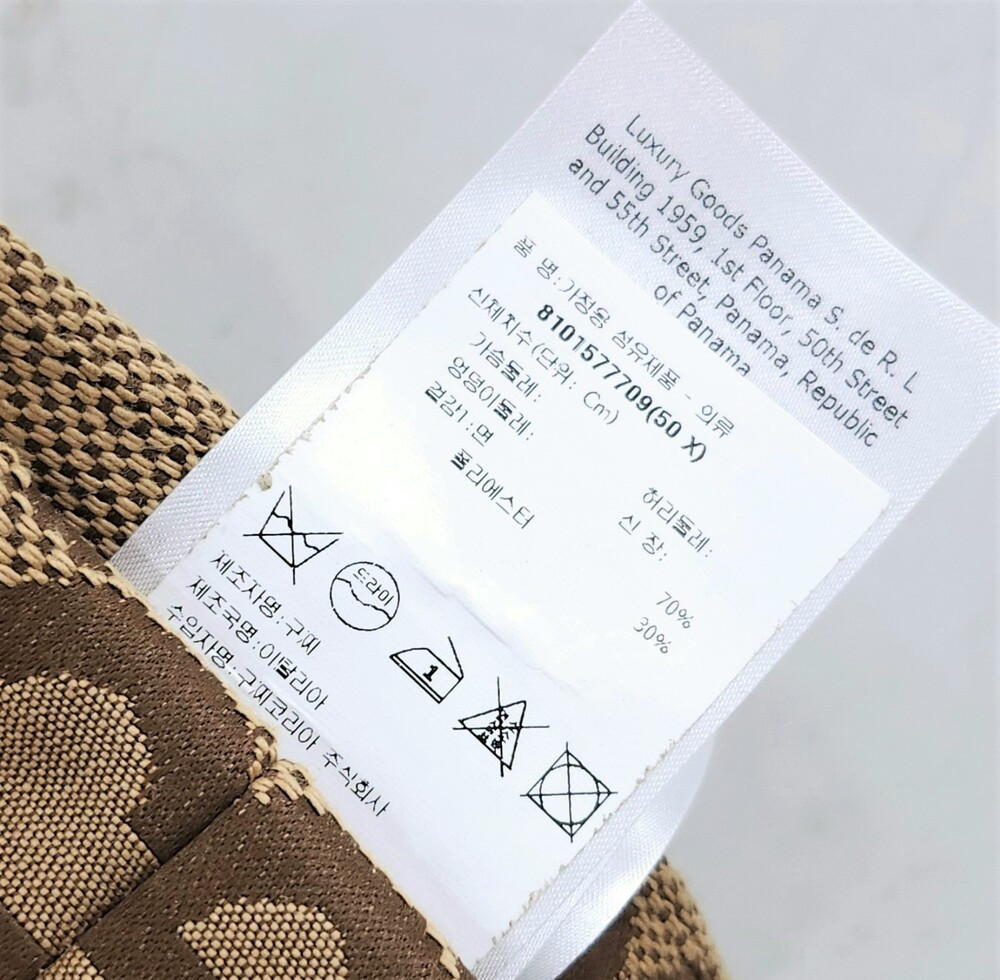 Luxury Goods Panama S. de R. L
Building 1959, 1st Floor, 50th Street
and 55th Street, Panama, Republic
of Panama
품 명:가정용 섬유제품 - 의류
8101577709(50 X)
신체치수(단위: Cm)
가슴둘레: 허리둘레:
엉덩이둘레: 신 장:
겉감1:면 70%
폴리에스터 30%
드라이
1
제조자명:구찌
제조국명:이탈리아
수입자명:구찌코리아 주식회사